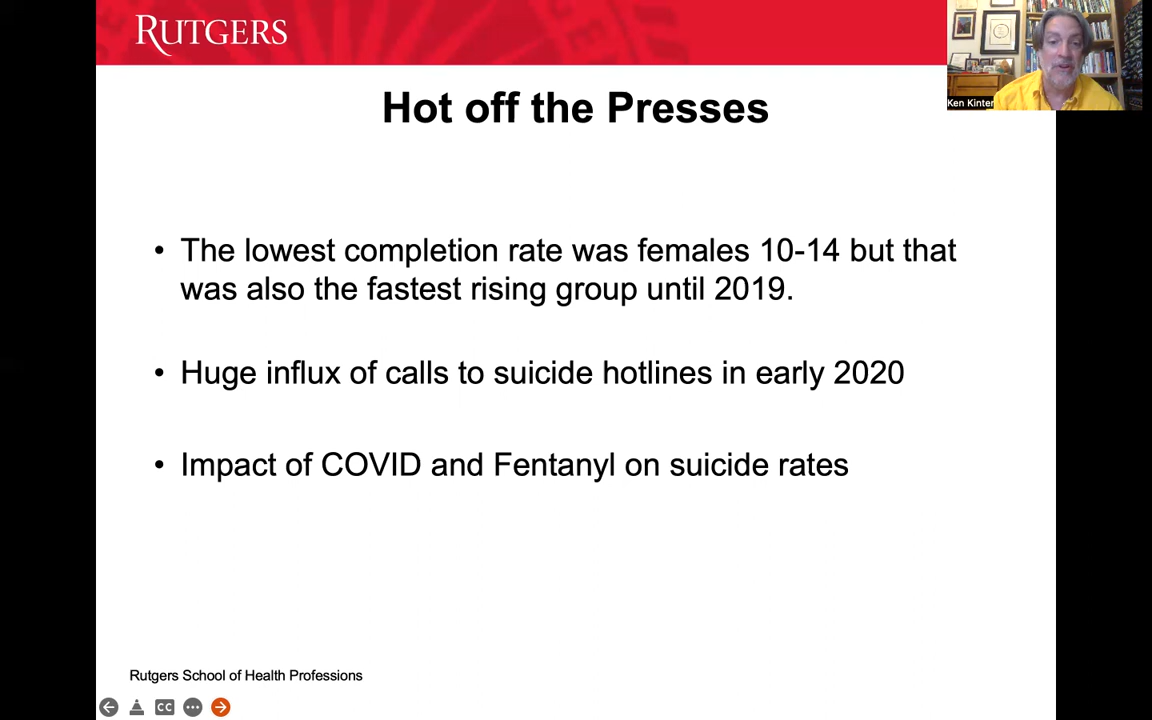 RUTGERS
Ken Kinter
Hot off the Presses
• The lowest completion rate was females 10-14 but that
was also the fastest rising group until 2019.
• Huge influx of calls to suicide hotlines in early 2020
• Impact of COVID and Fentanyl on suicide rates
Rutgers School of Health Professions
CC